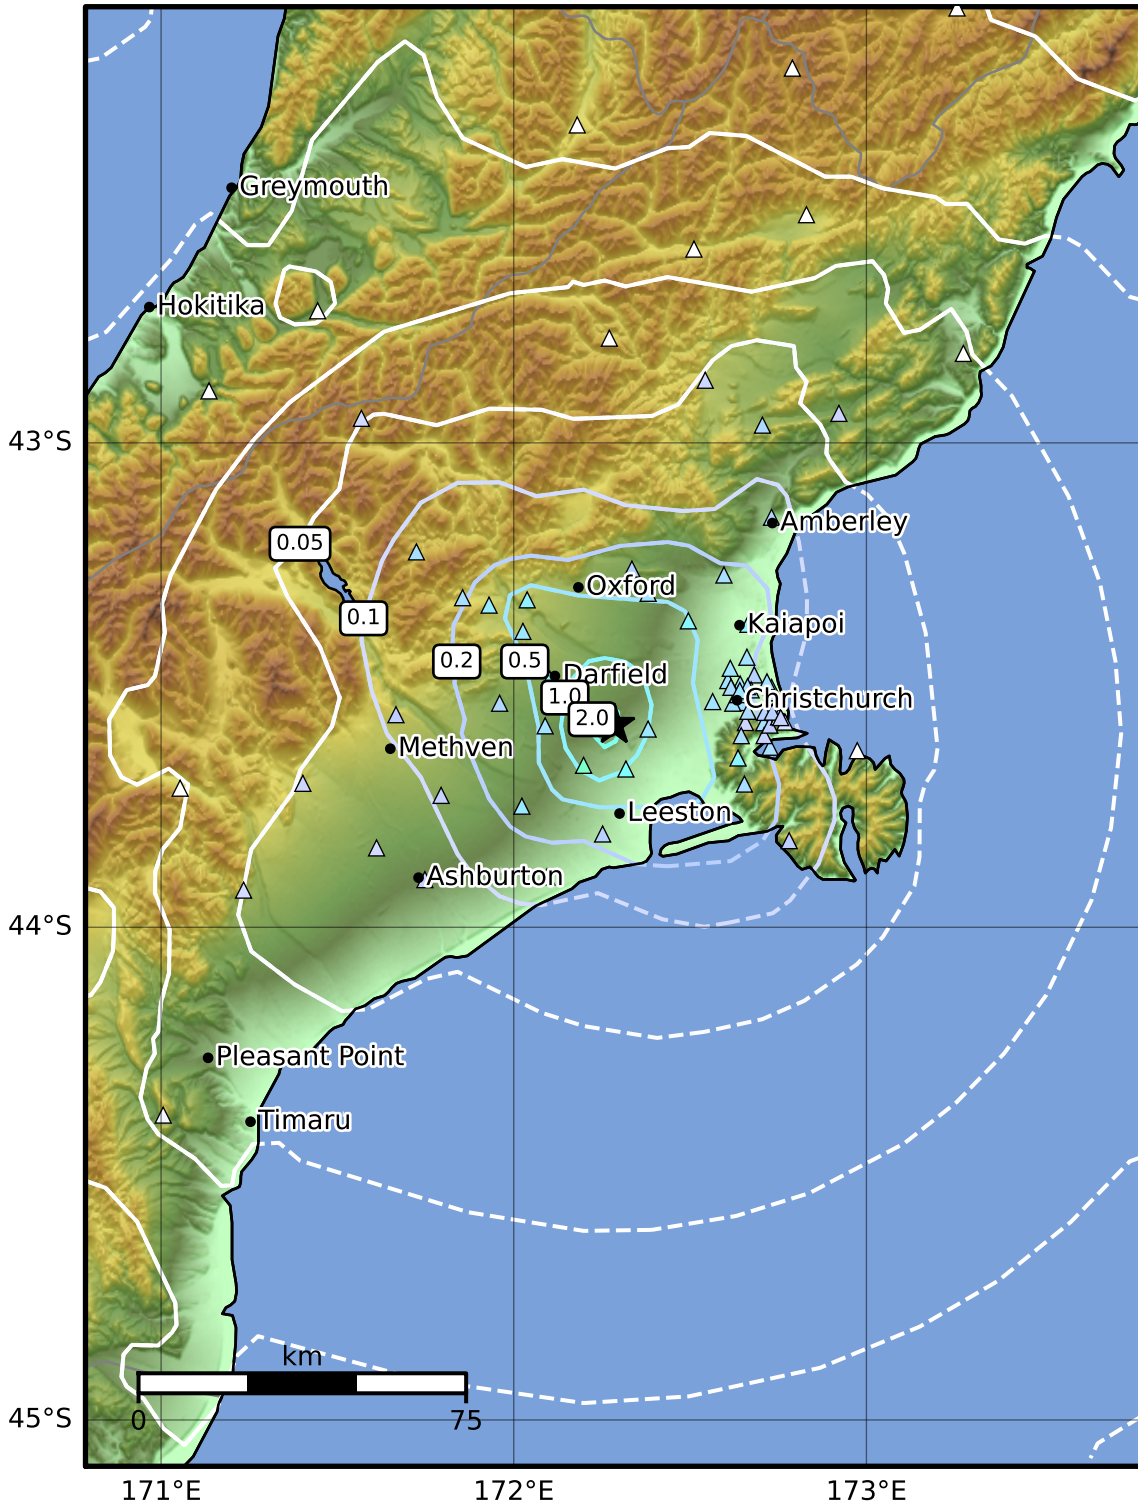 Greymouth
Hokitika
43°S
Amberley
0.05
Oxford
0.1
Kaiapoi
0.2
0.5
Darfield
1.0
Christchurch
2.0
Methven
Leeston
Ashburton
44°S
Pleasant Point
Timaru
km
0
75
45°S
171°E
172°E
173°E